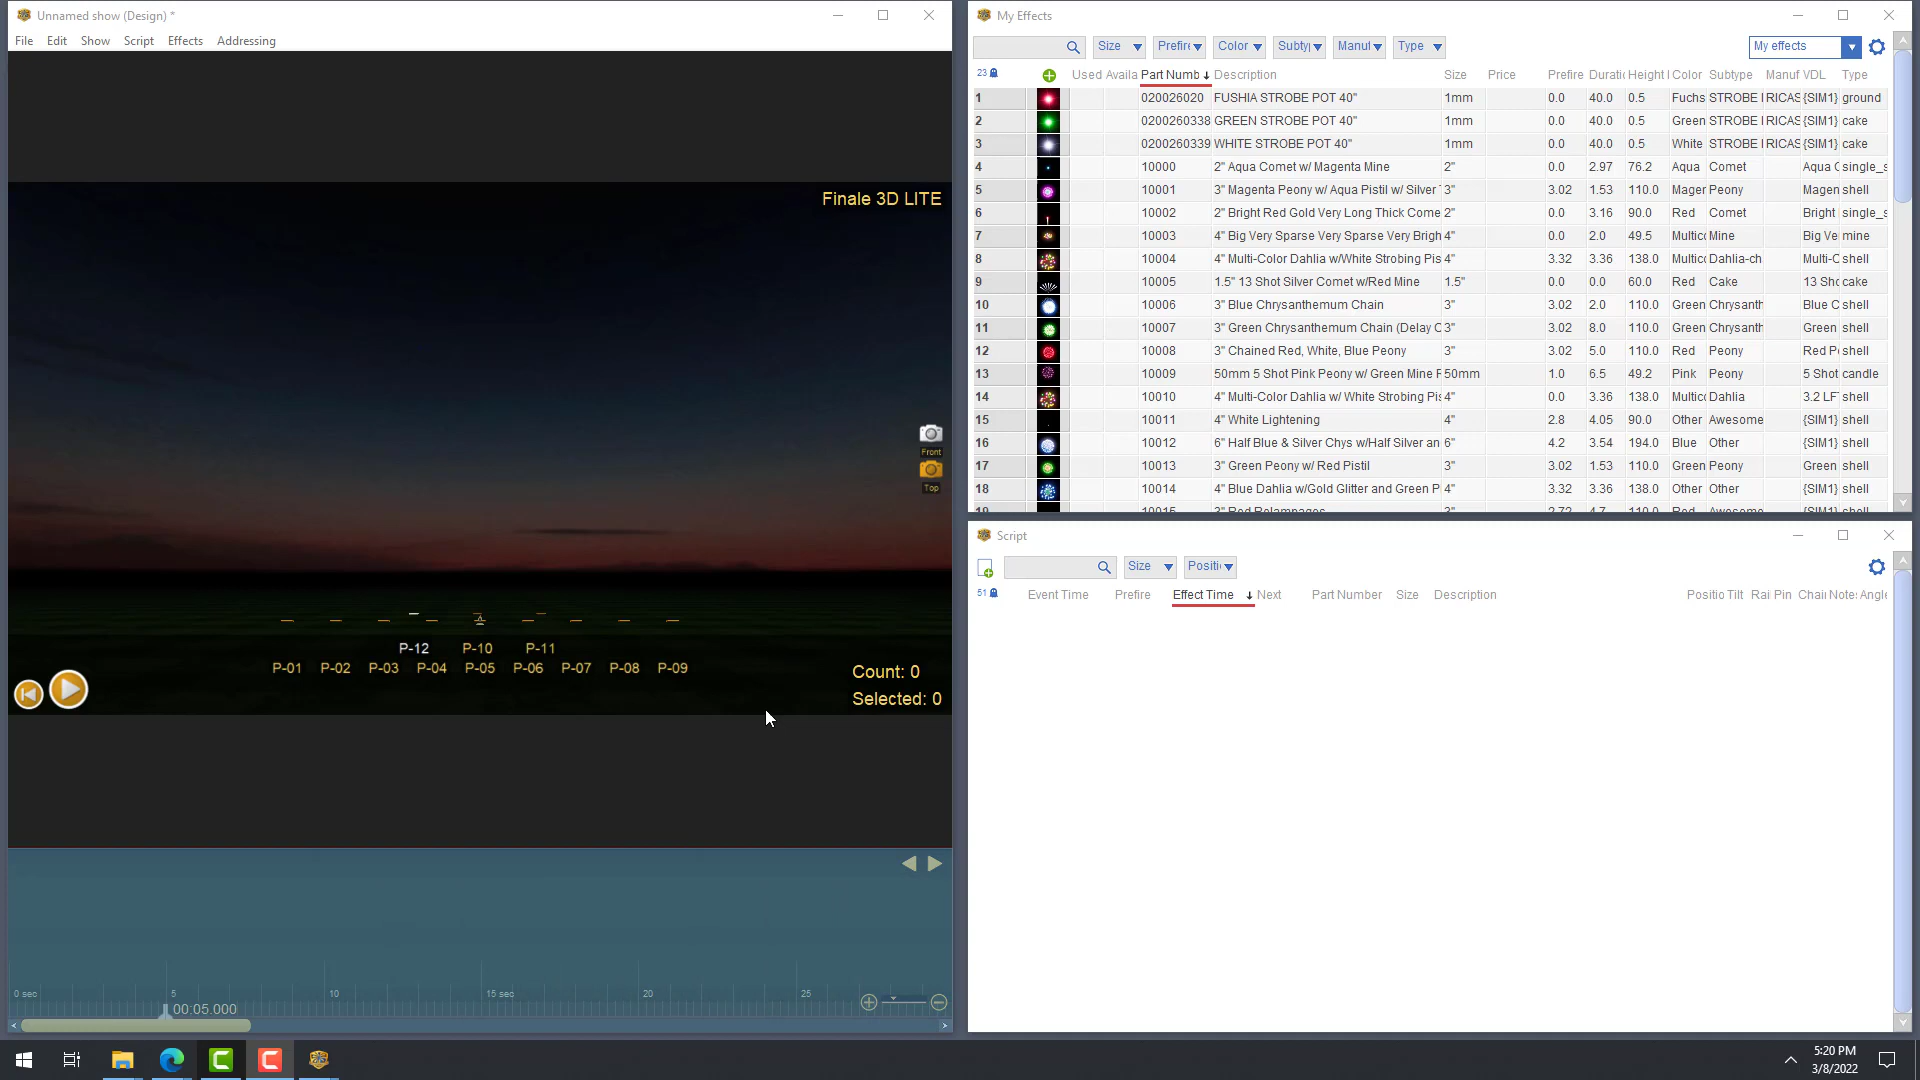 Unnamed show (Design) *
File Edit Show Script Effects Addressing
Finale 3D LITE
Front
Top
P-12 P-10 P-11
P-01 P-02 P-03 P-04 P-05 P-06 P-07 P-08 P-09
Count: 0
Selected: 0
0 sec 5 10 15 sec 20 25
00:05.000
My Effects
Size Prefire Color Subty Manuf Type My effects
23 Used Availa Part Numb Description Size Price Prefire Duratic Height Color Subtype Manuf VDL Type
1 020026020 FUSHIA STROBE POT 40" 1mm 0.0 40.0 0.5 Fuchs STROBE RICAS {SIM1} ground
2 0200260338 GREEN STROBE POT 40" 1mm 0.0 40.0 0.5 Green STROBE RICAS {SIM1} cake
3 0200260339 WHITE STROBE POT 40" 1mm 0.0 40.0 0.5 White STROBE RICAS {SIM1} cake
4 10000 2" Aqua Comet w/ Magenta Mine 2" 0.0 2.97 76.2 Aqua Comet Aqua C single_s
5 10001 3" Magenta Peony w/ Aqua Pistil w/ Silver 3" 3.02 1.53 110.0 Mager Peony Magen shell
6 10002 2" Bright Red Gold Very Long Thick Come 2" 0.0 3.16 90.0 Red Comet Bright single_s
7 10003 4" Big Very Sparse Very Sparse Very Brigh 4" 0.0 2.0 49.5 Multico Mine Big Ve mine
8 10004 4" Multi-Color Dahlia w/White Strobing Pis 4" 3.32 3.36 138.0 Multico Dahlia-ch Multi-C shell
9 10005 1.5" 13 Shot Silver Comet w/Red Mine 1.5" 0.0 0.0 60.0 Red Cake 13 Sho cake
10 10006 3" Blue Chrysanthemum Chain 3" 3.02 2.0 110.0 Green Chrysanth Blue C shell
11 10007 3" Green Chrysanthemum Chain (Delay C 3" 3.02 8.0 110.0 Green Chrysanth Green shell
12 10008 3" Chained Red, White, Blue Peony 3" 3.02 5.0 110.0 Red Peony Red Pe shell
13 10009 50mm 5 Shot Pink Peony w/ Green Mine F 50mm 1.0 6.5 49.2 Pink Peony 5 Shot candle
14 10010 4" Multi-Color Dahlia w/ White Strobing Pis 4" 0.0 3.36 138.0 Multico Dahlia 3.2 LF shell
15 10011 4" White Lightening 4" 2.8 4.05 90.0 Other Awesome {SIM1} shell
16 10012 6" Half Blue & Silver Chys w/Half Silver an 6" 4.2 3.54 194.0 Blue Other {SIM1} shell
17 10013 3" Green Peony w/ Red Pistil 3" 3.02 1.53 110.0 Green Peony Green shell
18 10014 4" Blue Dahlia w/Gold Glitter and Green P 4" 3.32 3.36 138.0 Other Other {SIM1} shell
Script
Size Positi
51 Event Time Prefire Effect Time Next Part Number Size Description Positio Tilt Rai Pin Chai Note Angle
5:20 PM
3/8/2022